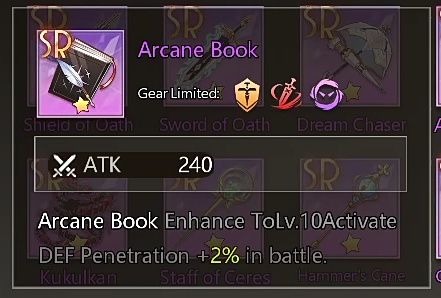 SR
Arcane Book
Gear Limited:
SR SR SR
Shield of Oath Sword of Oath Dream Chaser
ATK 240
Arcane Book Enhance ToLv.10Activate
DEF Penetration +2% in battle.
Kukulkan Staff of Ceres Hammer's Cane